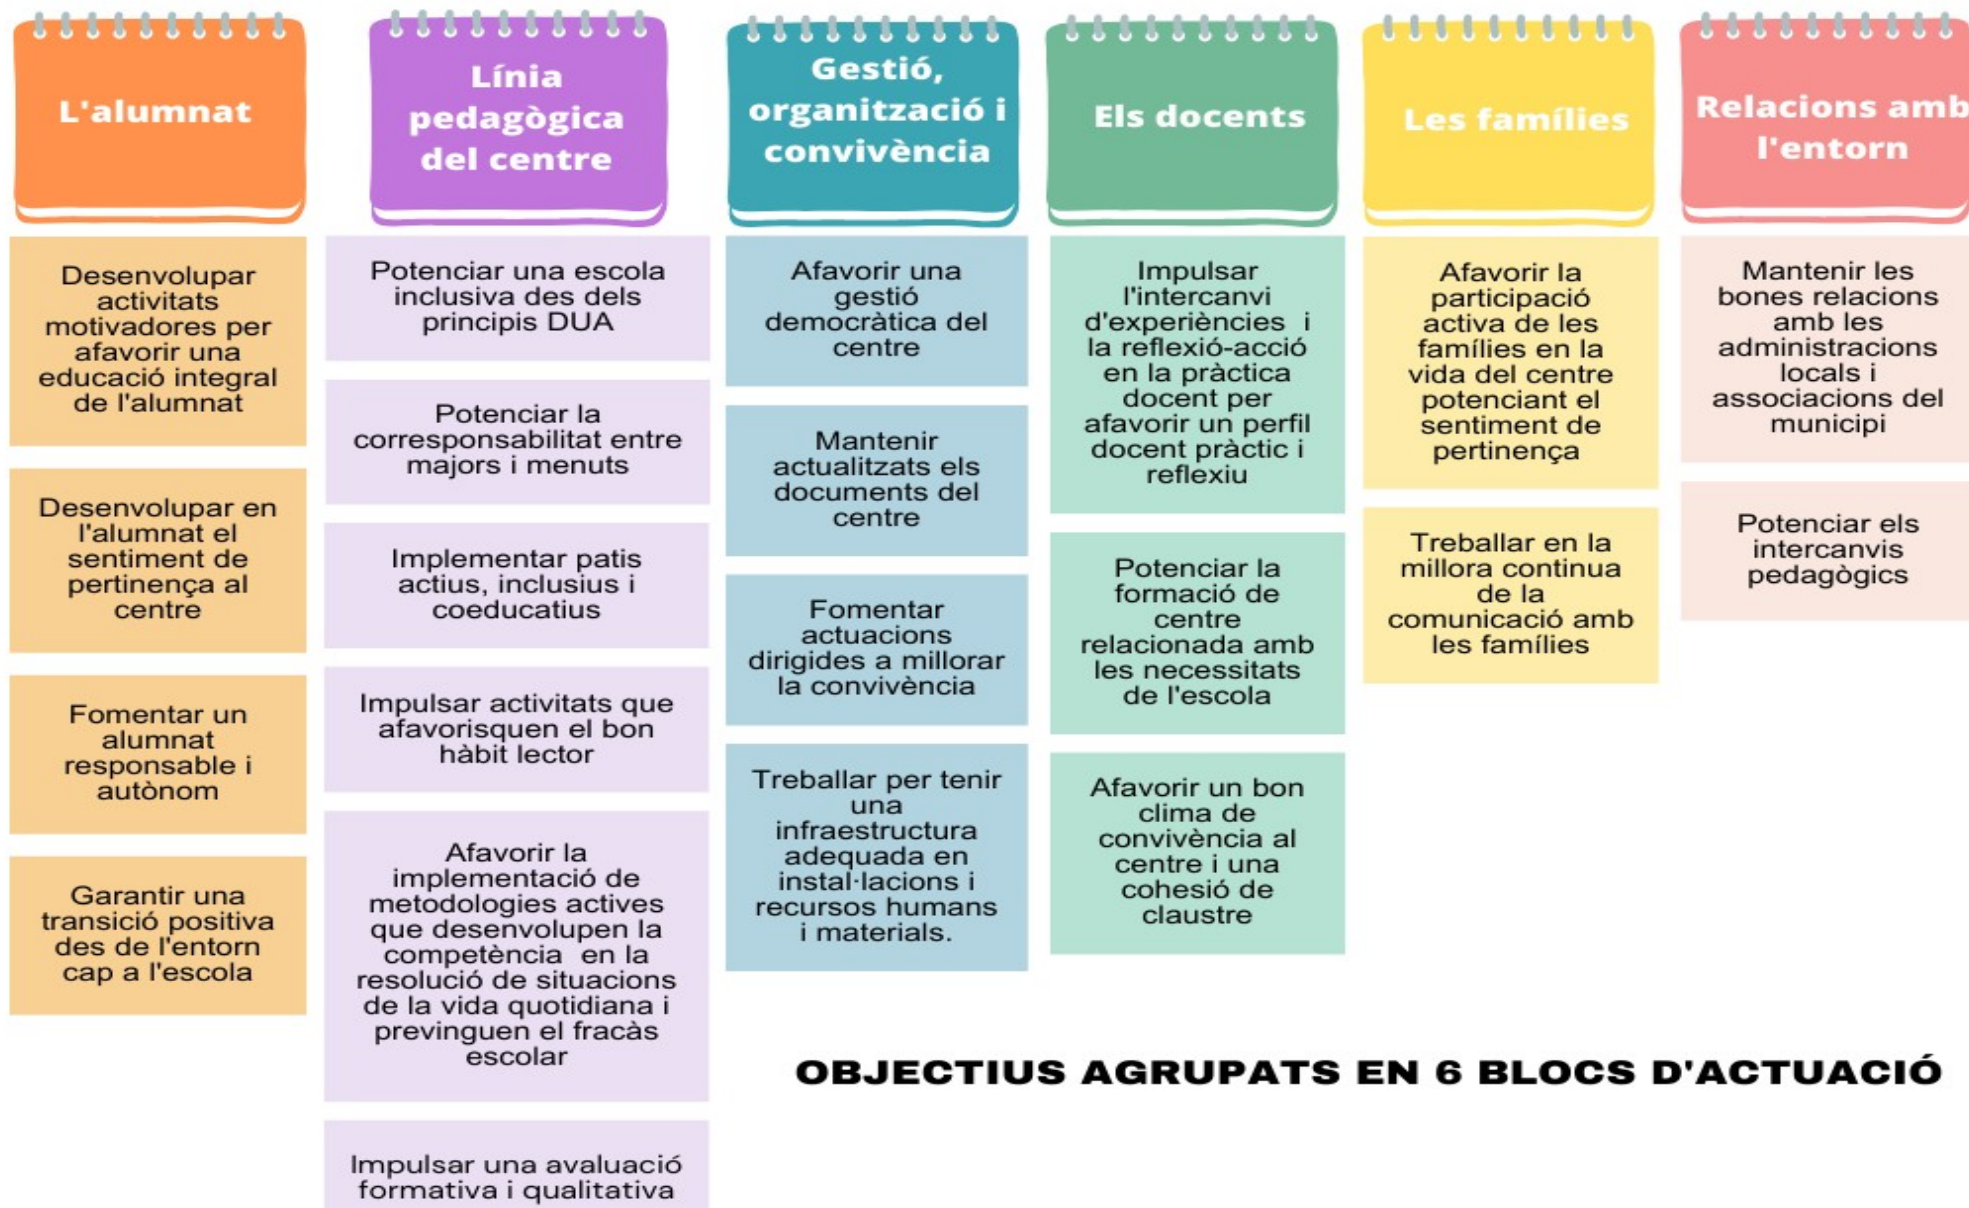 L'alumnat
Desenvolupar
activitats
motivadores per
afavorir una
educació integral
de l'alumnat
Desenvolupar en
l'alumnat el
sentiment de
pertinença al
centre
Fomentar un
alumnat
responsable i
autònom
Garantir una
transició positiva
des de l'entorn
cap a l'escola
Línia
pedagògica
del centre
Potenciar una escola
inclusiva des dels
principis DUA
Potenciar la
corresponsabilitat entre
majors i menuts
Implementar patis
actius, inclusius i
coeducatius
Impulsar activitats que
afavorisquen el bon
hàbit lector
Afavorir la
implementació de
metodologies actives
que desenvolupen la
competència en la
resolució de situacions
de la vida quotidiana i
previnguen el fracàs
escolar
Impulsar una avaluació
formativa i qualitativa
Gestió,
organització i
convivència
Afavorir una
gestió
democràtica del
centre
Mantenir
actualitzats els
documents del
centre
Fomentar
actuacions
dirigides a millorar
la convivència
Treballar per tenir
una
infraestructura
adequada en
instal·lacions i
recursos humans
i materials.
Els docents
Impulsar
l'intercanvi
d'experiències i
la reflexió-acció
en la pràctica
docent per
afavorir un perfil
docent pràctic i
reflexiu
Potenciar la
formació de
centre
relacionada amb
les necessitats
de l'escola
Afavorir un bon
clima de
convivència al
centre i una
cohesió de
claustre
Les famílies
Afavorir la
participació
activa de les
famílies en la
vida del centre
potenciant el
sentiment de
pertinença
Treballar en la
millora continua
de la
comunicació amb
les famílies
Relacions amb
l'entorn
Mantenir les
bones relacions
amb les
administracions
locals i
associacions del
municipi
Potenciar els
intercanvis
pedagògics
OBJECTIUS AGRUPATS EN 6 BLOCS D'ACTUACIÓ